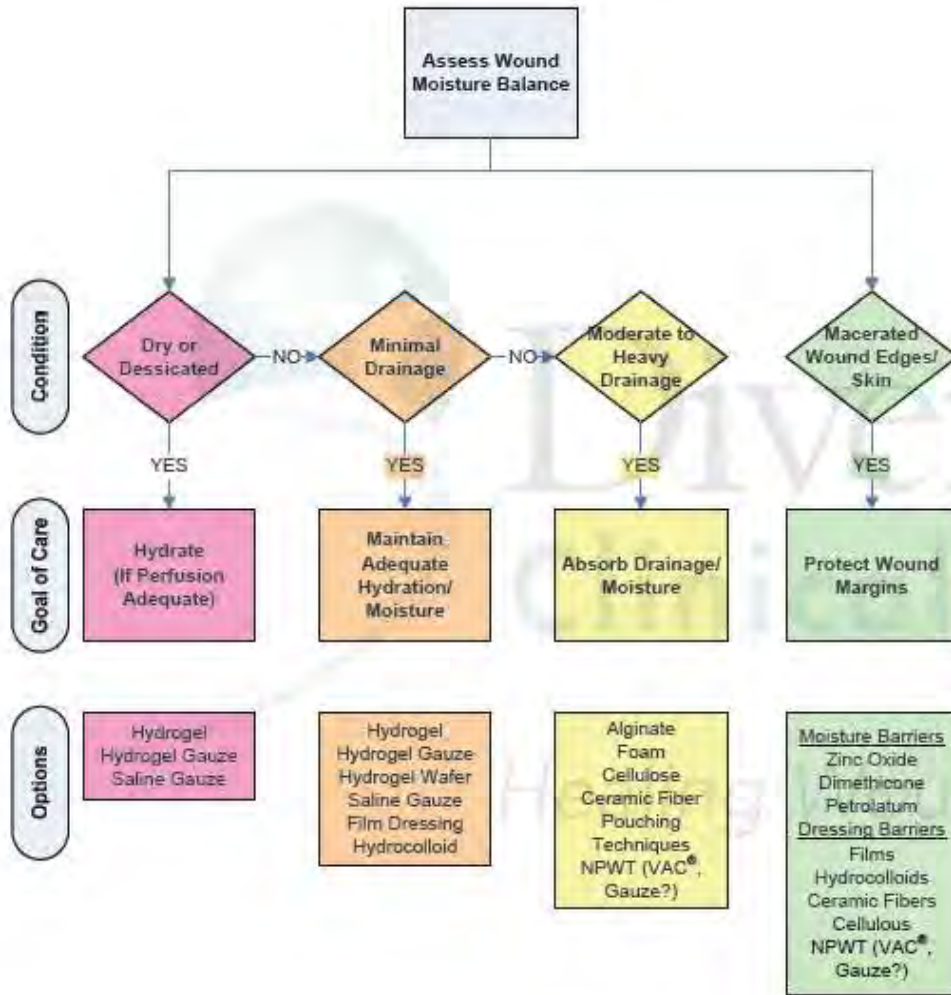 Assess Wound
Moisture Balance
Condition
Dry or
Dessicated
NO
Minimal
Drainage
NO
Moderate to
Heavy
Drainage
Macerated
Wound Edges/
Skin
YES
YES
YES
YES
Goal of Care
Hydrate
(If Perfusion
Adequate)
Maintain
Adequate
Hydration/
Moisture
Absorb Drainage/
Moisture
Protect Wound
Margins
Options
Hydrogel
Hydrogel Gauze
Saline Gauze
Hydrogel
Hydrogel Gauze
Hydrogel Wafer
Saline Gauze
Film Dressing
Hydrocolloid
Alginate
Foam
Cellulose
Ceramic Fiber
Pouching
Techniques
NPWT (VAC®,
Gauze?)
Moisture Barriers
Zinc Oxide
Dimethicone
Petrolatum
Dressing Barriers
Films
Hydrocolloids
Ceramic Fibers
Cellulous
NPWT (VAC®,
Gauze?)